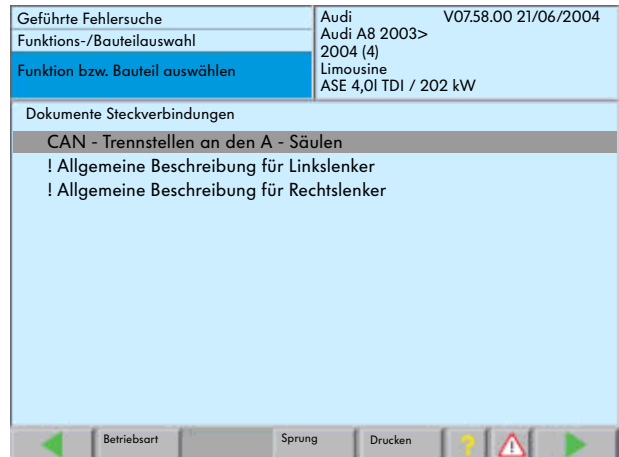 Geführte Fehlersuche
Funktions-/Bauteilauswahl
Funktion bzw. Bauteil auswählen
Audi V07.58.00 21/06/2004
Audi A8 2003>
2004 (4)
Limousine
ASE 4,0l TDI / 202 kW
Dokumente Steckverbindungen
CAN - Trennstellen an den A - Säulen
! Allgemeine Beschreibung für Linkslenker
! Allgemeine Beschreibung für Rechtslenker
Betriebsart Sprung Drucken ? !